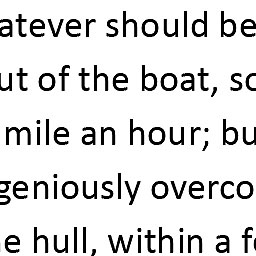 atever should be
ut of the boat, so
mile an hour; bu
geniously overco
e hull, within a fe